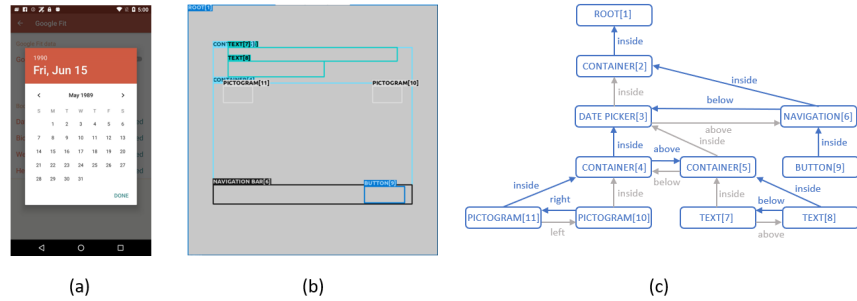 5:00
Google Fit
1990
Fri, Jun 15
May 1989
S M T W T F S
1 2 3 4 5 6
7 8 9 10 11 12 13
14 15 16 17 18 19 20
21 22 23 24 25 26 27
28 29 30 31
DONE
(a)
ROOT[1]
TEXT[7]
TEXT[8]
PICTOGRAM[11] PICTOGRAM[10]
NAVIGATION BAR[6] BUTTON[9]
(b)
ROOT[1]
inside
CONTAINER[2]
inside inside
below
DATE PICKER[3] NAVIGATION[6]
above
inside inside inside
above
CONTAINER[4] CONTAINER[5] BUTTON[9]
below
inside inside inside inside
right below
PICTOGRAM[11] PICTOGRAM[10] TEXT[7] TEXT[8]
left above
(c)